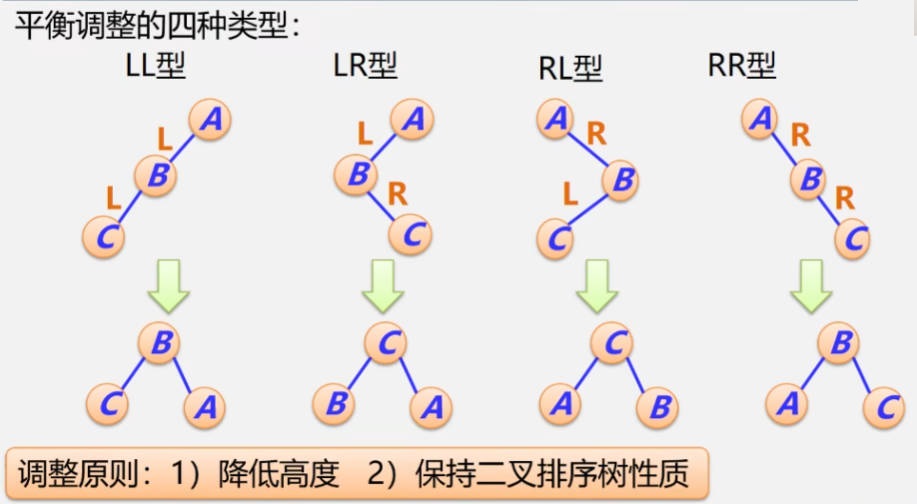 平衡调整的四种类型：
LL型 LR型 RL型 RR型
A A A A
L L R R
B B B B
L R L R
C C C C
B C C B
C A B A A B A C
调整原则：1）降低高度 2）保持二叉排序树性质